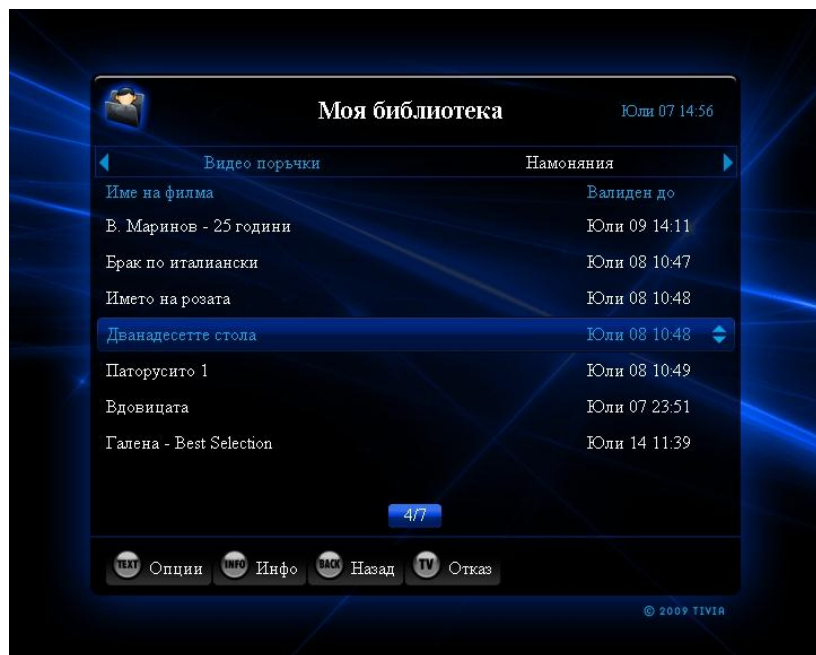 Моя библиотека
Юли 07 14:56
Видео поръчки Намоняния
Име на филма Валиден до
В. Маринов - 25 години Юли 09 14:11
Брак по италиански Юли 08 10:47
Името на розата Юли 08 10:48
Дванадесетте стола Юли 08 10:48
Паторусито 1 Юли 08 10:49
Вдовицата Юли 07 23:51
Галена - Best Selection Юли 14 11:39
4/7
TEXT Опции INFO Инфо BACK Назад TV Отказ
© 2009 TIVIA